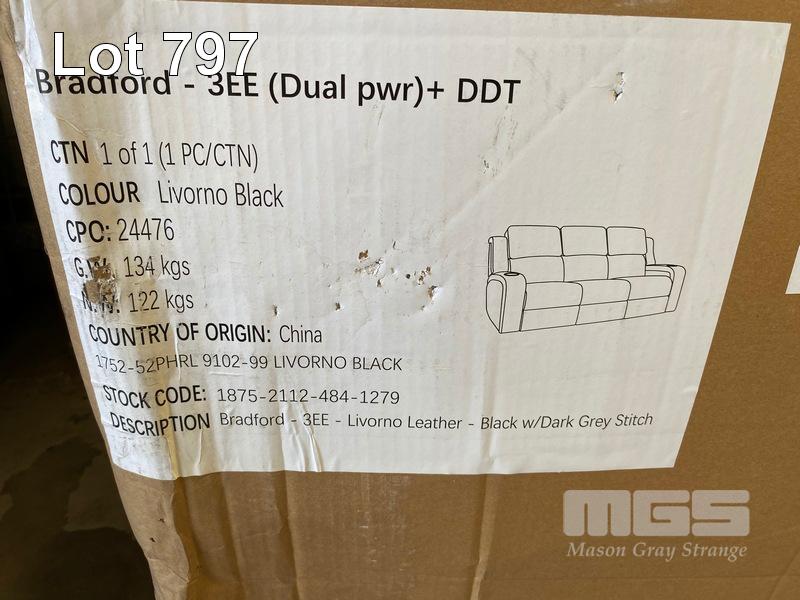 Lot 797
Bradford - 3EE (Dual pwr)+ DDT
CTN 1 of 1 (1 PC/CTN)
COLOUR Livorno Black
CPO: 24476
G.W. 134 kgs
N.W. 122 kgs
COUNTRY OF ORIGIN: China
1752-52PHRL 9102-99 LIVORNO BLACK
STOCK CODE: 1875-2112-484-1279
DESCRIPTION Bradford - 3EE - Livorno Leather - Black w/Dark Grey Stitch
MGS
Mason Gray Strange